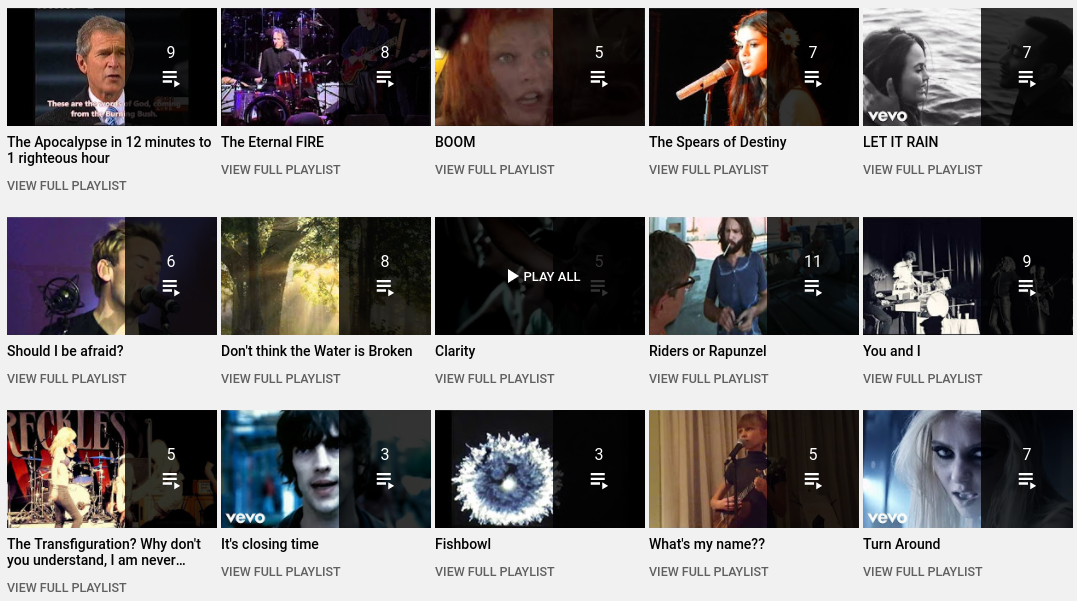 9
8
5
7
7
These are the words of God, coming
from the Burning Bush.
vevo
The Apocalypse in 12 minutes to
1 righteous hour
The Eternal FIRE
BOOM
The Spears of Destiny
LET IT RAIN
VIEW FULL PLAYLIST
VIEW FULL PLAYLIST
VIEW FULL PLAYLIST
VIEW FULL PLAYLIST
VIEW FULL PLAYLIST
6
8
5
11
9
PLAY ALL
Should I be afraid?
Don't think the Water is Broken
Clarity
Riders or Rapunzel
You and I
VIEW FULL PLAYLIST
VIEW FULL PLAYLIST
VIEW FULL PLAYLIST
VIEW FULL PLAYLIST
VIEW FULL PLAYLIST
RECKLES
5
3
3
5
7
vevo
vevo
The Transfiguration? Why don't
you understand, I am never...
It's closing time
Fishbowl
What's my name??
Turn Around
VIEW FULL PLAYLIST
VIEW FULL PLAYLIST
VIEW FULL PLAYLIST
VIEW FULL PLAYLIST
VIEW FULL PLAYLIST